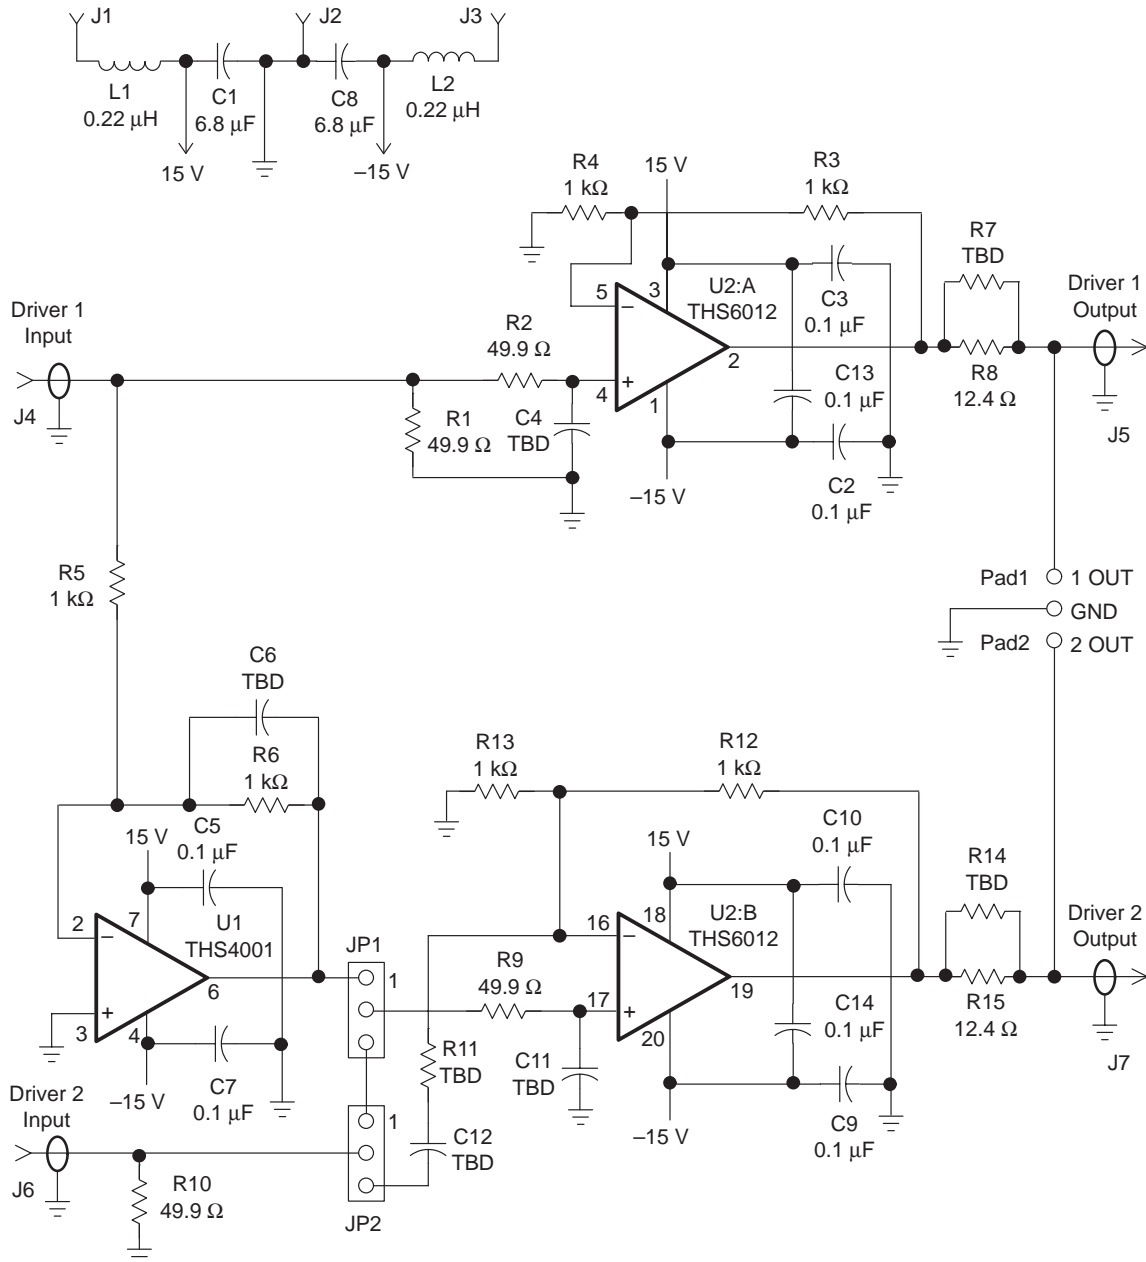 J1
J2
J3
L1
0.22 μH
C1
6.8 μF
C8
6.8 μF
L2
0.22 μH
15 V
–15 V
R4
1 kΩ
15 V
R3
1 kΩ
R7
TBD
Driver 1
Input
J4
R2
49.9 Ω
5
3
–
U2:A
THS6012
C3
0.1 μF
2
Driver 1
Output
J5
R1
49.9 Ω
C4
TBD
4
+
1
C13
0.1 μF
R8
12.4 Ω
–15 V
C2
0.1 μF
R5
1 kΩ
Pad1
1 OUT
GND
Pad2
2 OUT
C6
TBD
R6
1 kΩ
R13
1 kΩ
R12
1 kΩ
15 V
C5
0.1 μF
15 V
C10
0.1 μF
R14
TBD
2
7
–
U1
THS4001
6
+
3
4
JP1
1
R9
49.9 Ω
16
18
–
U2:B
THS6012
19
17
+
20
Driver 2
Output
J7
C14
0.1 μF
R15
12.4 Ω
–15 V
C7
0.1 μF
R11
TBD
C11
TBD
–15 V
C9
0.1 μF
Driver 2
Input
J6
R10
49.9 Ω
1
JP2
C12
TBD